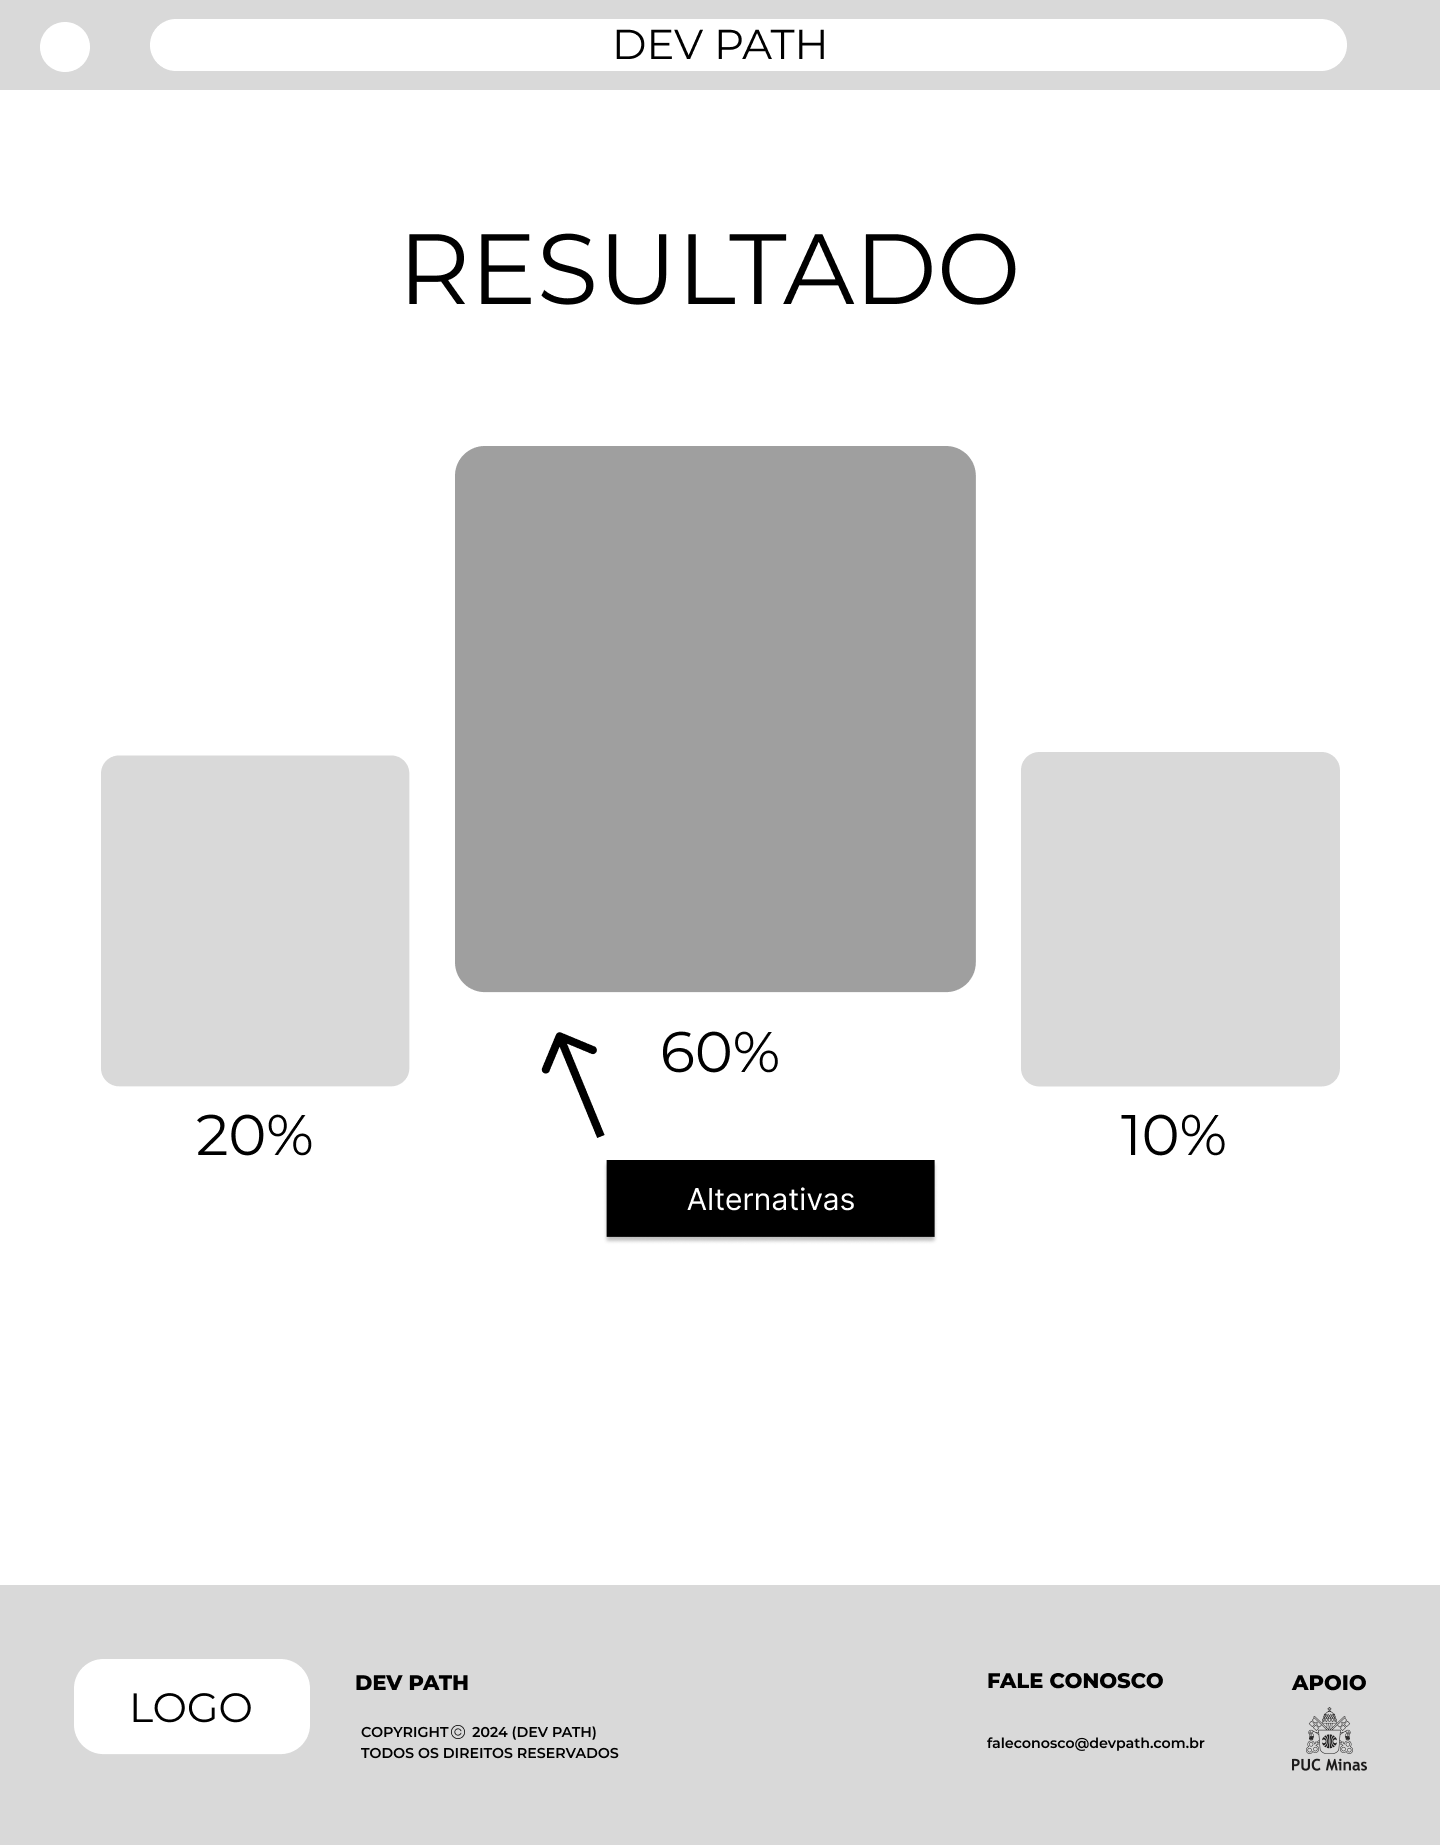 DEV PATH
RESULTADO
60%
20%
10%
Alternativas
LOGO
DEV PATH
COPYRIGHT © 2024 (DEV PATH)
TODOS OS DIREITOS RESERVADOS
FALE CONOSCO
faleconosco@devpath.com.br
APOIO
PUC Minas